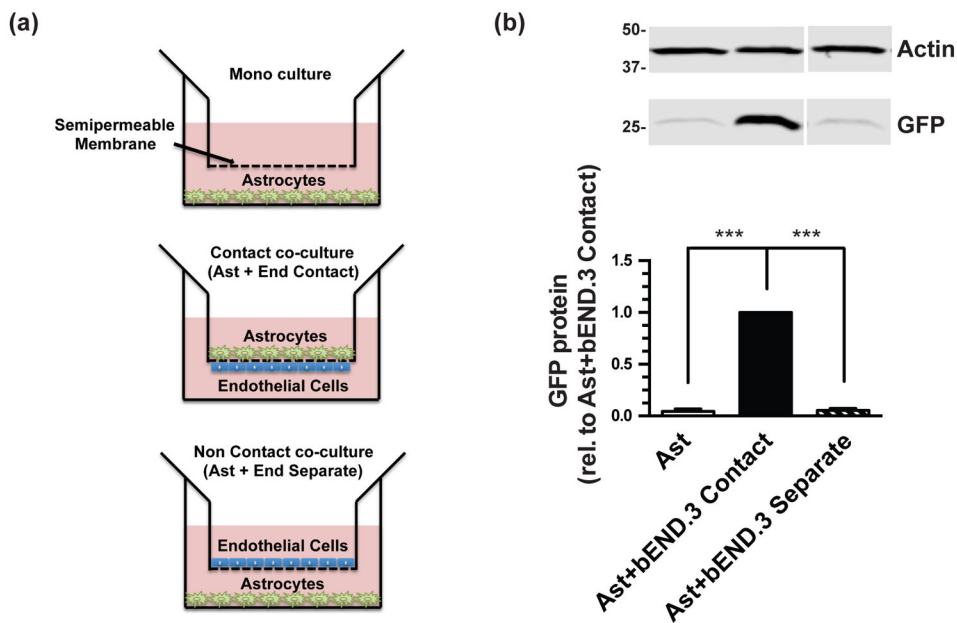 (a)
Mono culture
Semipermeable
Membrane
Astrocytes
Contact co-culture
(Ast + End Contact)
Astrocytes
Endothelial Cells
Non Contact co-culture
(Ast + End Separate)
Endothelial Cells
Astrocytes
(b)
50-
37-
Actin
25-
GFP
*** ***
GFP protein
(rel. to Ast+bEND.3 Contact)
1.5
1.0
0.5
0.0
Ast
Ast+bEND.3 Contact
Ast+bEND.3 Separate